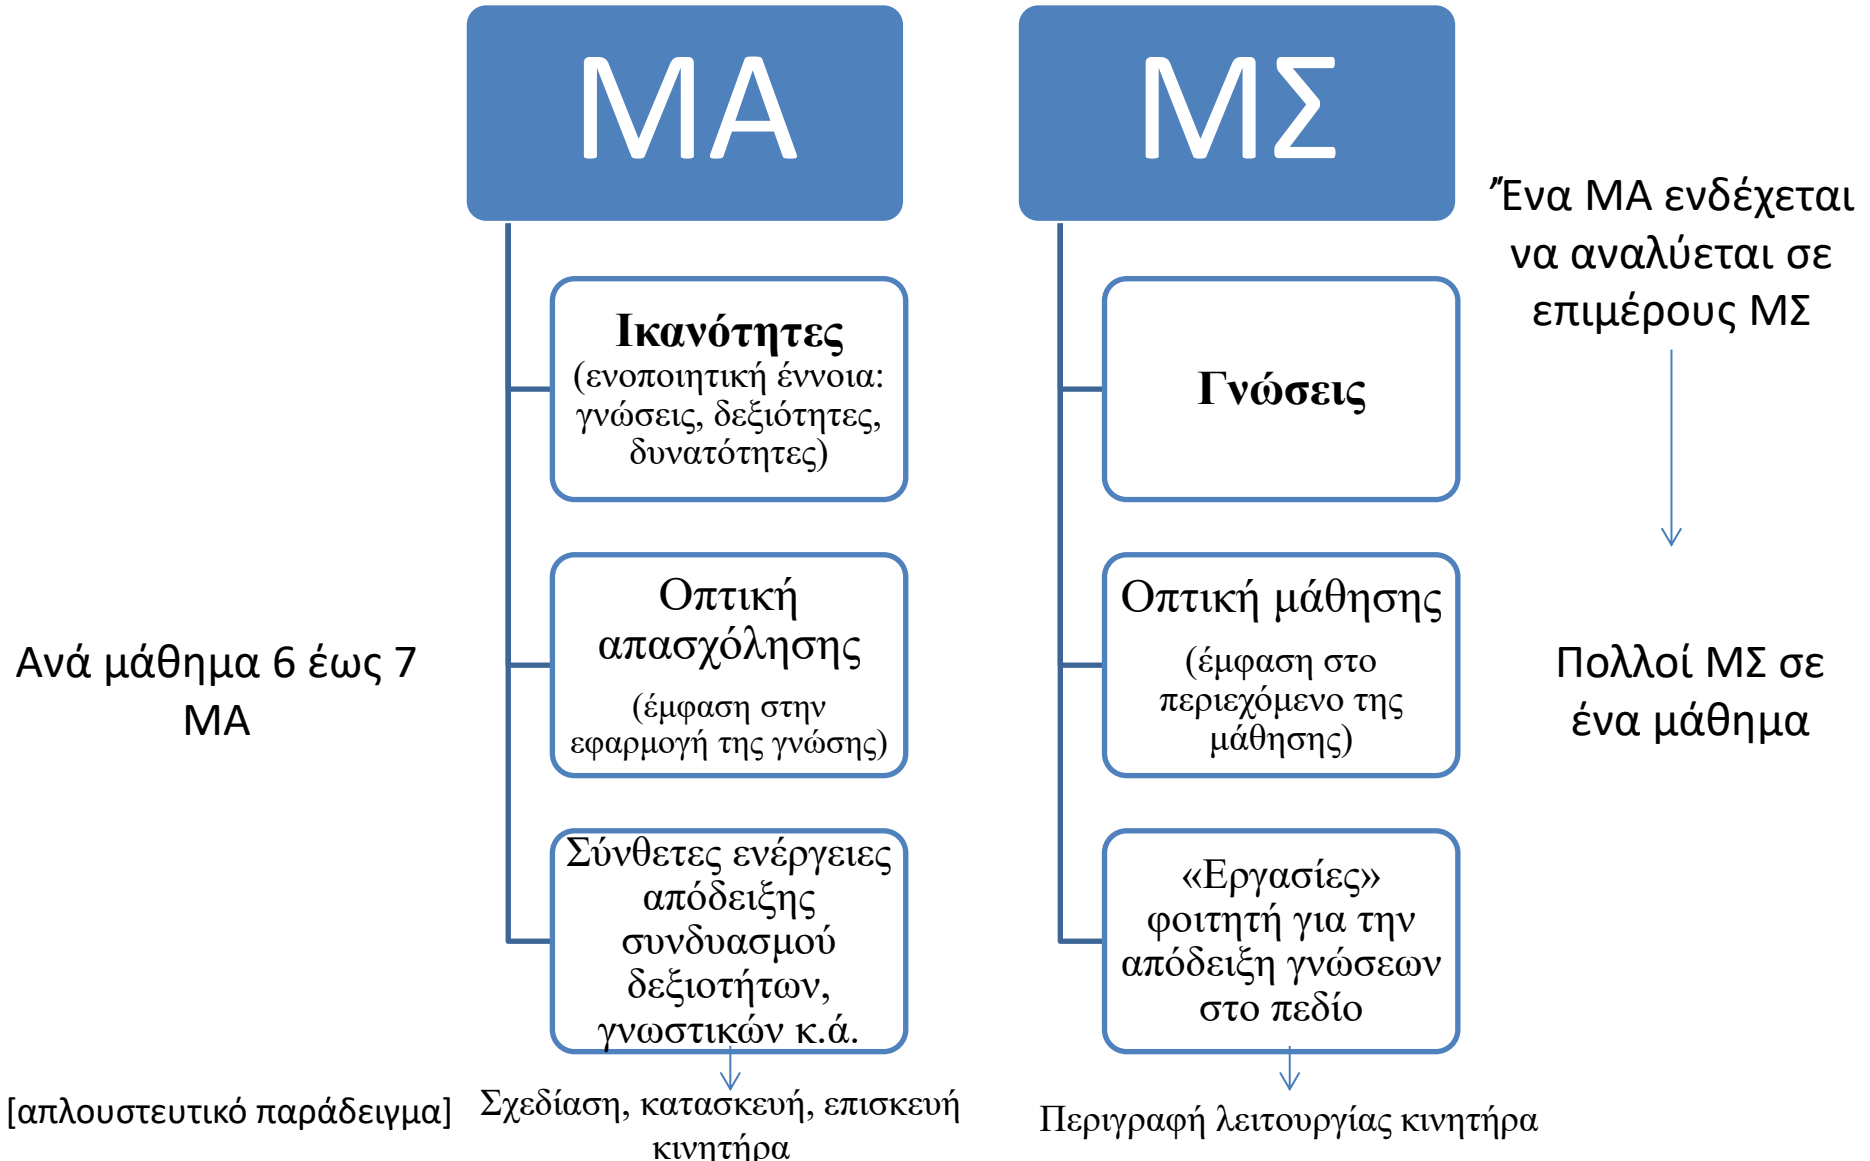 ΜΑ
Ικανότητες
(ενοποιητική έννοια:
γνώσεις, δεξιότητες,
δυνατότητες)
Οπτική
απασχόλησης
(έμφαση στην
εφαρμογή της γνώσης)
Σύνθετες ενέργειες
απόδειξης
συνδυασμού
δεξιοτήτων,
γνωστικών κ.ά.
Σχεδίαση, κατασκευή, επισκευή
κινητήρα
ΜΣ
Γνώσεις
Οπτική μάθησης
(έμφαση στο
περιεχόμενο της
μάθησης)
«Εργασίες»
φοιτητή για την
απόδειξη γνώσεων
στο πεδίο
Περιγραφή λειτουργίας κινητήρα
Ἕνα ΜΑ ενδέχεται
να αναλύεται σε
επιμέρους ΜΣ
Πολλοί ΜΣ σε
ένα μάθημα
Ανά μάθημα 6 έως 7
ΜΑ
[απλουστευτικό παράδειγμα]